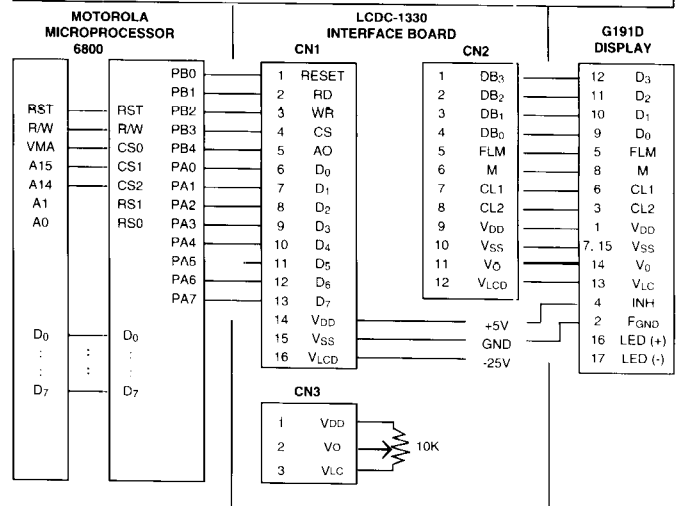 MOTOROLA MICROPROCESSOR 6800
LCDC-1330 INTERFACE BOARD
G191D DISPLAY
CN1
CN2
RST RST PB0 1 RESET 1 DB3 12 D3
R/W R/W PB1 2 RD 2 DB2 11 D2
VMA CS0 PB2 3 WR 3 DB1 10 D1
A15 CS1 PB3 4 CS 4 DB0 9 D0
A14 CS2 PB4 5 AO 5 FLM 5 FLM
A1 RS1 PA0 6 D0 6 M 8 M
A0 RS0 PA1 7 D1 7 CL1 6 CL1
PA2 8 D2 8 CL2 3 CL2
PA3 9 D3 9 VDD 1 VDD
PA4 10 D4 10 VSS 7, 15 VSS
PA5 11 D5 11 VO 14 V0
PA6 12 D6 12 VLCD 13 VLC
PA7 13 D7 4 INH
14 VDD +5V 2 FGND
D0 D0 15 VSS GND 16 LED (+)
: : : 16 VLCD -25V 17 LED (-)
D7 D7
CN3
1 VDD
2 VO 10K
3 VLC